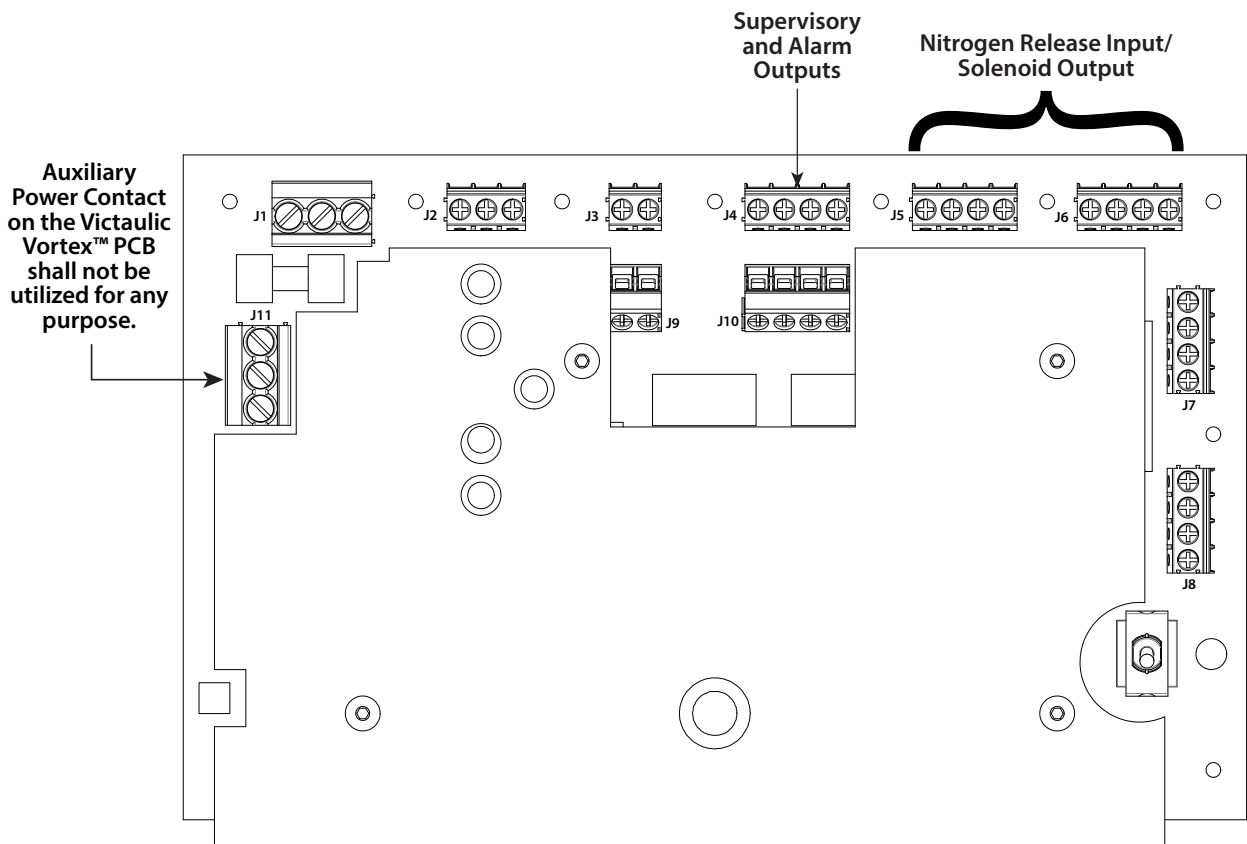 Supervisory
and Alarm
Outputs
Nitrogen Release Input/
Solenoid Output
Auxiliary
Power Contact
on the Victaulic
Vortex™ PCB
shall not be
utilized for any
purpose.
J1
J2
J3
J4
J5
J6
J11
J9
J10
J7
J8